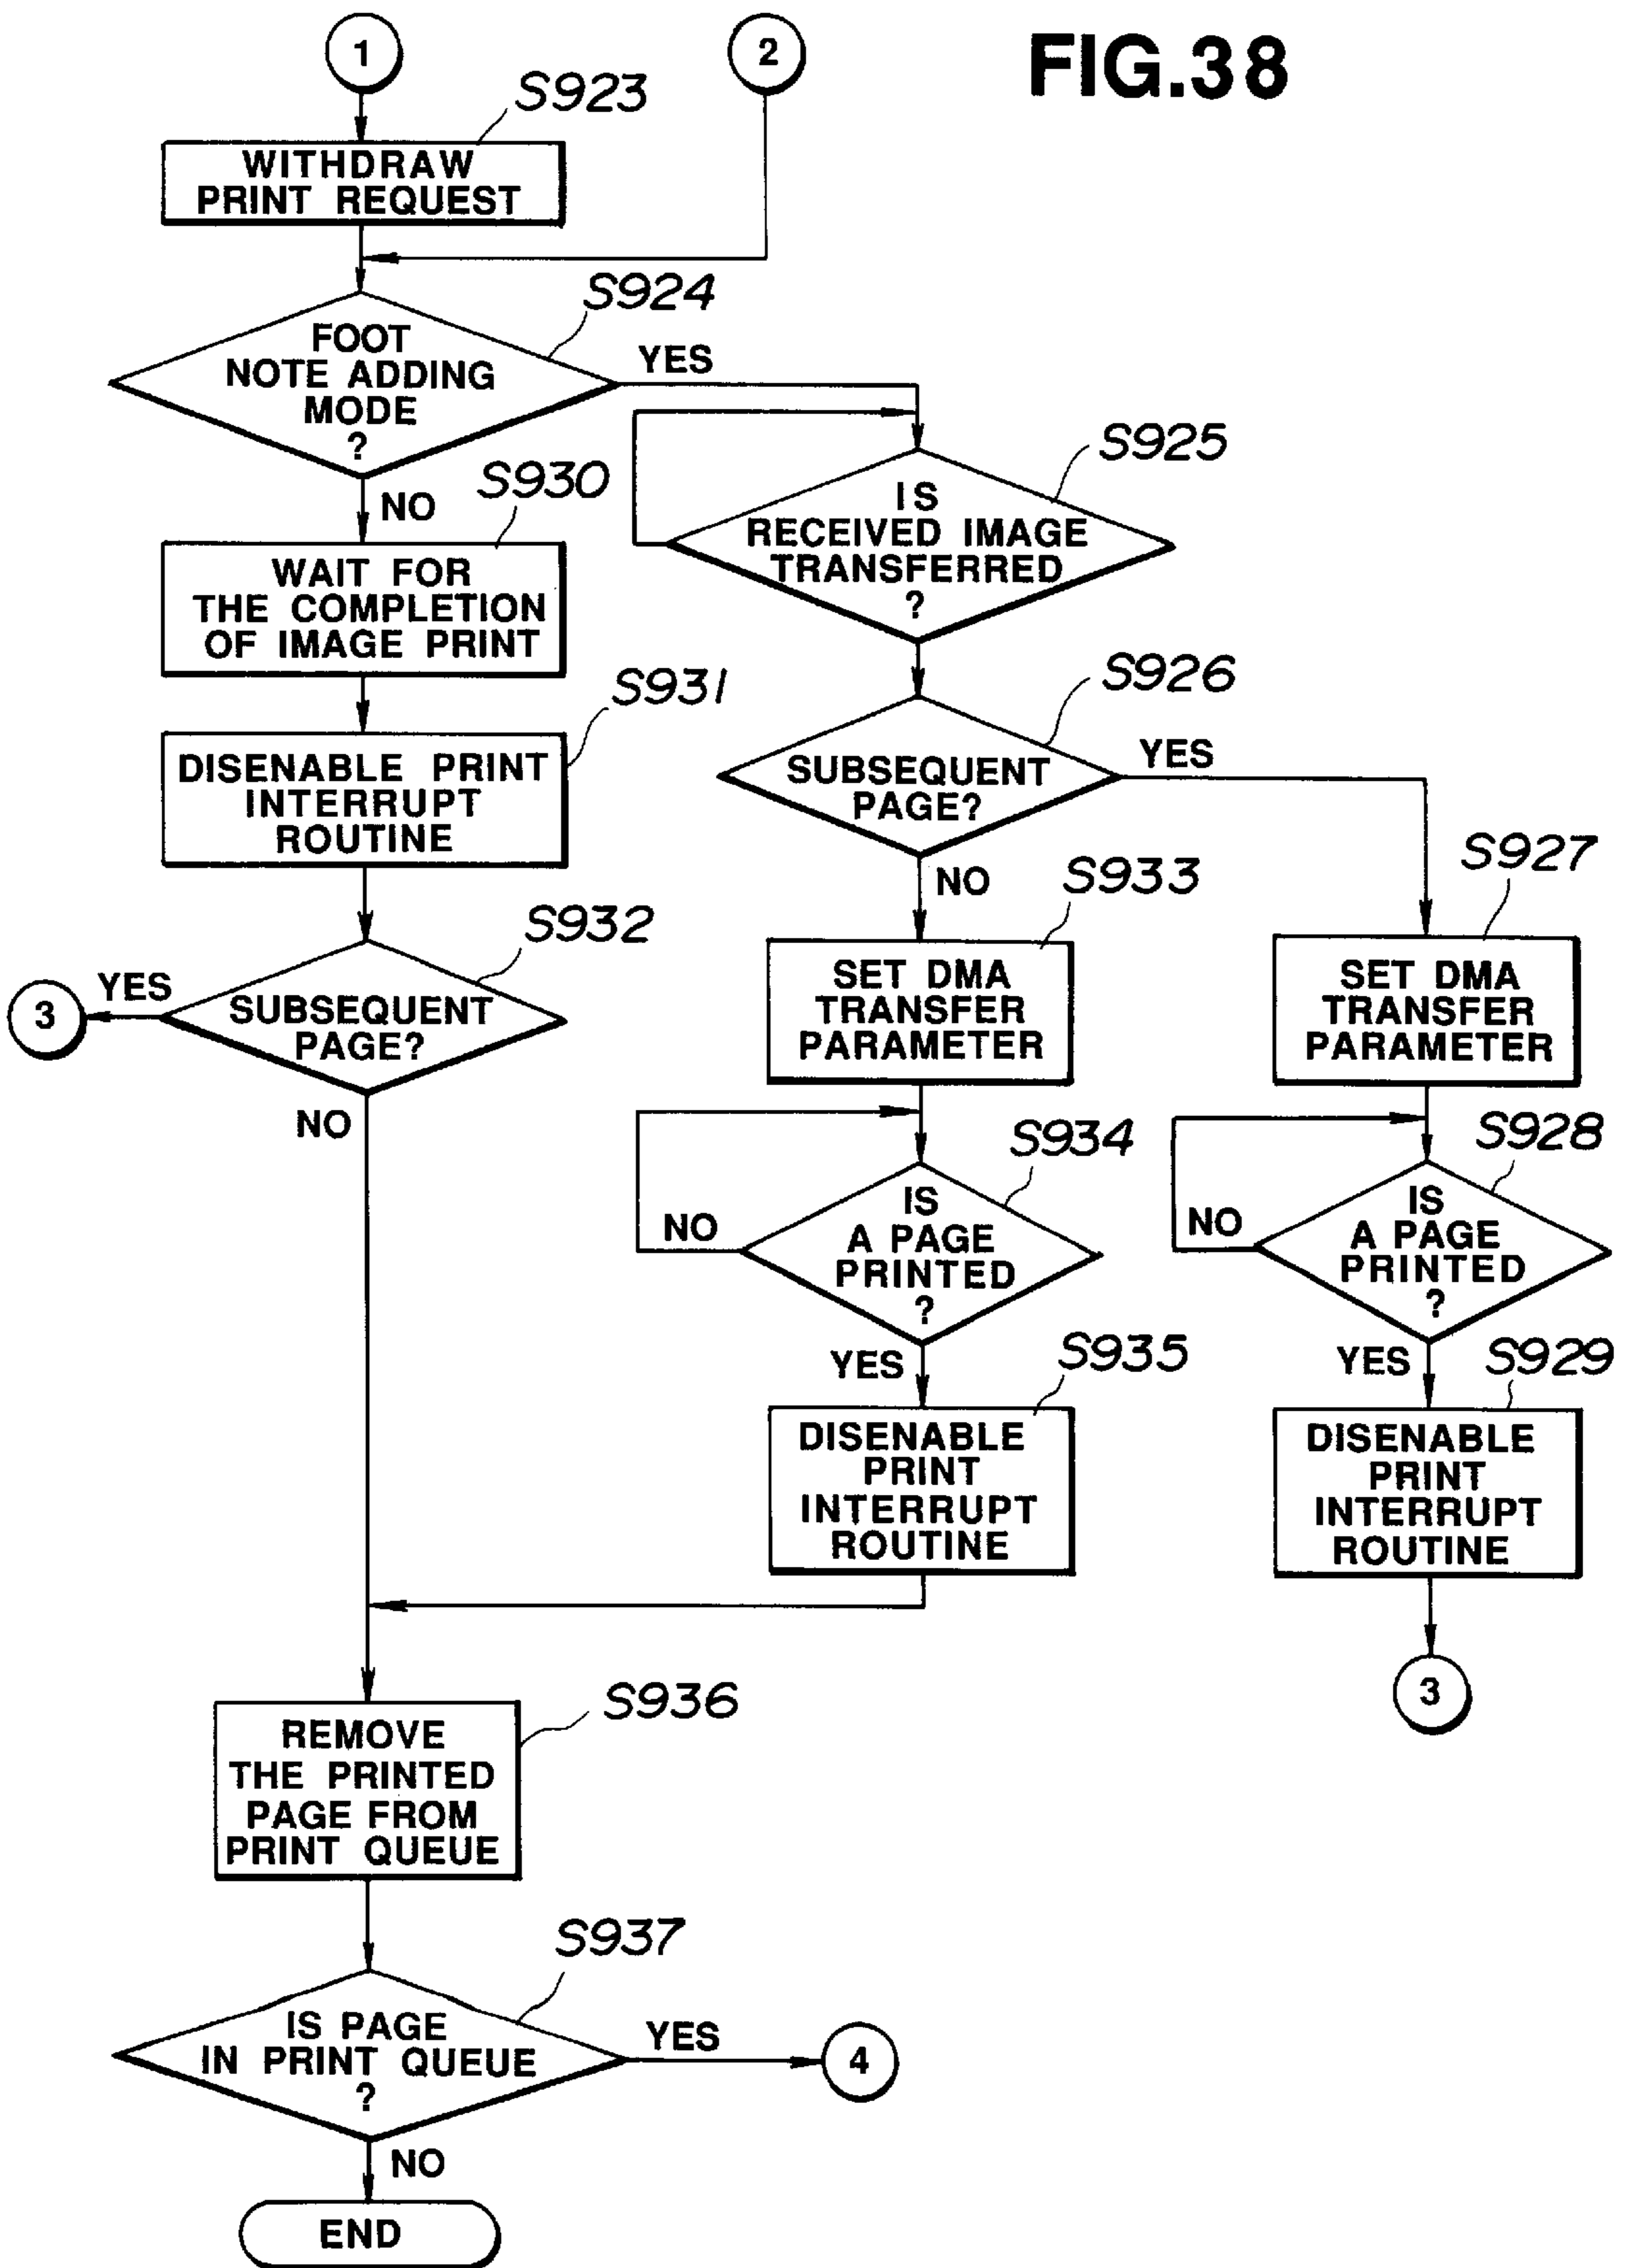 1
2
FIG.38
S923
WITHDRAW
PRINT REQUEST
S924
FOOT
NOTE ADDING
MODE
?
YES
NO
S925
IS
RECEIVED IMAGE
TRANSFERRED
?
S930
WAIT FOR
THE COMPLETION
OF IMAGE PRINT
S926
SUBSEQUENT
PAGE?
YES
NO
S931
DISENABLE PRINT
INTERRUPT
ROUTINE
S927
SET DMA
TRANSFER
PARAMETER
S933
SET DMA
TRANSFER
PARAMETER
S932
SUBSEQUENT
PAGE?
YES
3
NO
S934
IS
A PAGE
PRINTED
?
NO
YES
S928
IS
A PAGE
PRINTED
?
NO
YES
S935
DISENABLE
PRINT
INTERRUPT
ROUTINE
S929
DISENABLE
PRINT
INTERRUPT
ROUTINE
3
S936
REMOVE
THE PRINTED
PAGE FROM
PRINT QUEUE
S937
IS PAGE
IN PRINT QUEUE
?
YES
4
NO
END